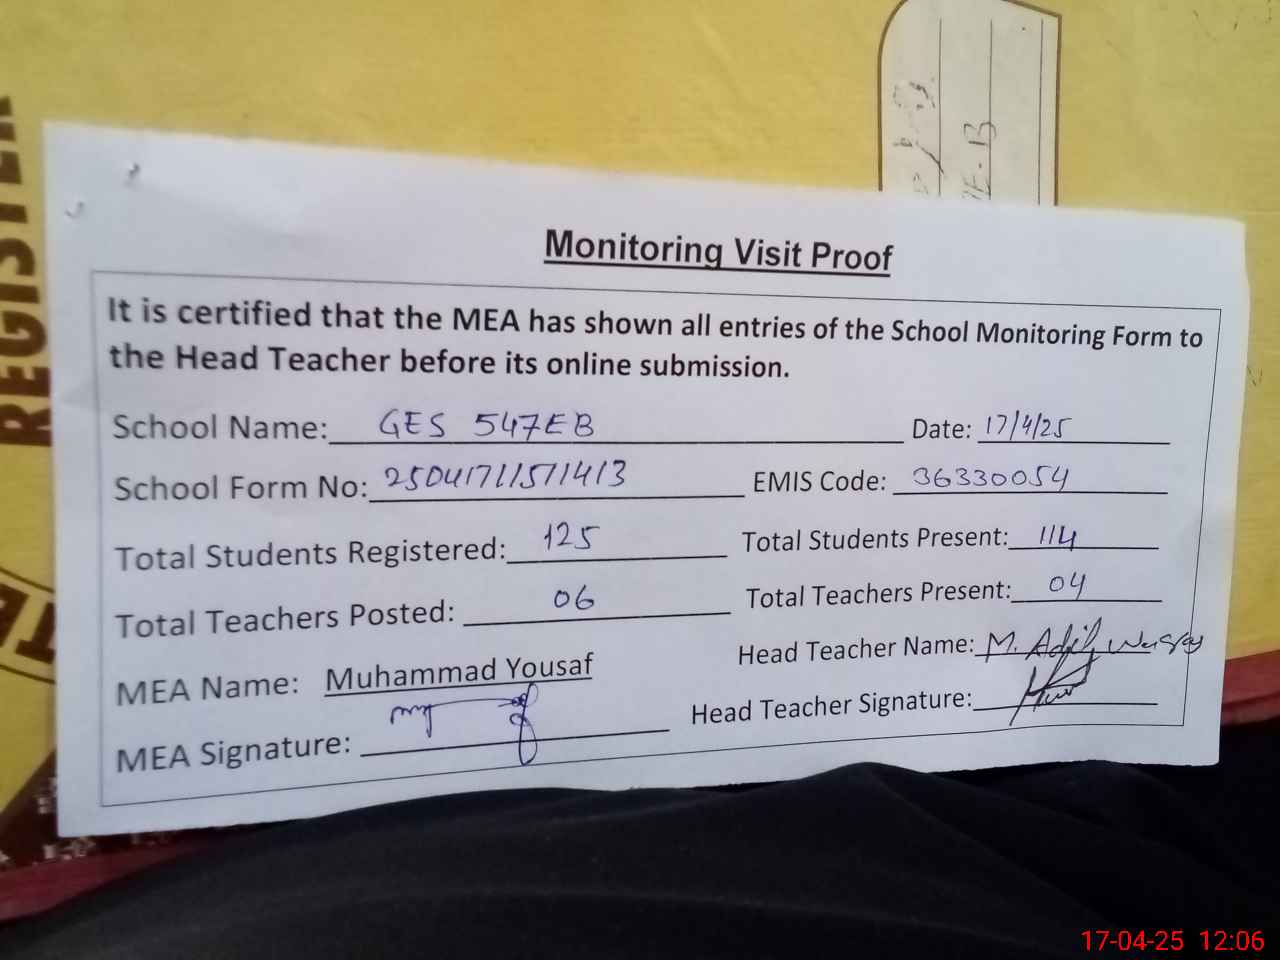 REGISTER
E.B
Monitoring Visit Proof
It is certified that the MEA has shown all entries of the School Monitoring Form to
the Head Teacher before its online submission.
School Name: GES 547EB Date: 17/4/25
School Form No: 25041711571413 EMIS Code: 36330054
Total Students Registered: 125 Total Students Present: 114
Total Teachers Posted: 06 Total Teachers Present: 04
MEA Name: Muhammad Yousaf Head Teacher Name: M. Adil
MEA Signature: Head Teacher Signature:
17-04-25 12:06